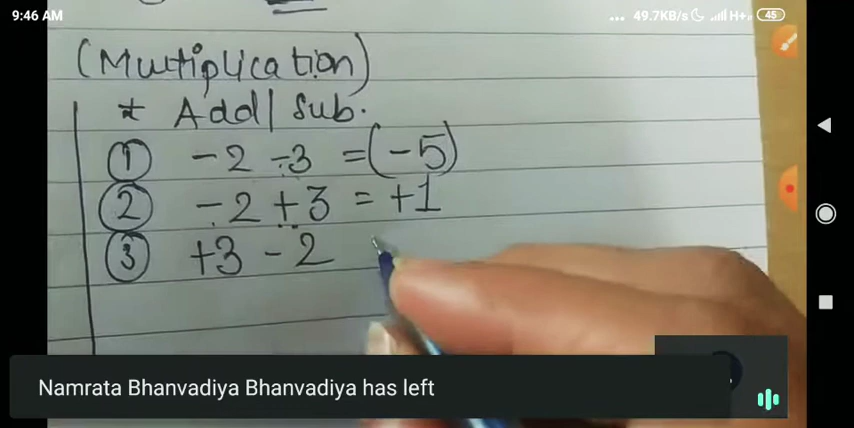 9:46 AM
... 49.7KB/s H+ 45
(Multiplication)
* Add/ Sub.
① -2 -3 = (-5)
② -2 + 3 = +1
③ +3 - 2
Namrata Bhanvadiya Bhanvadiya has left